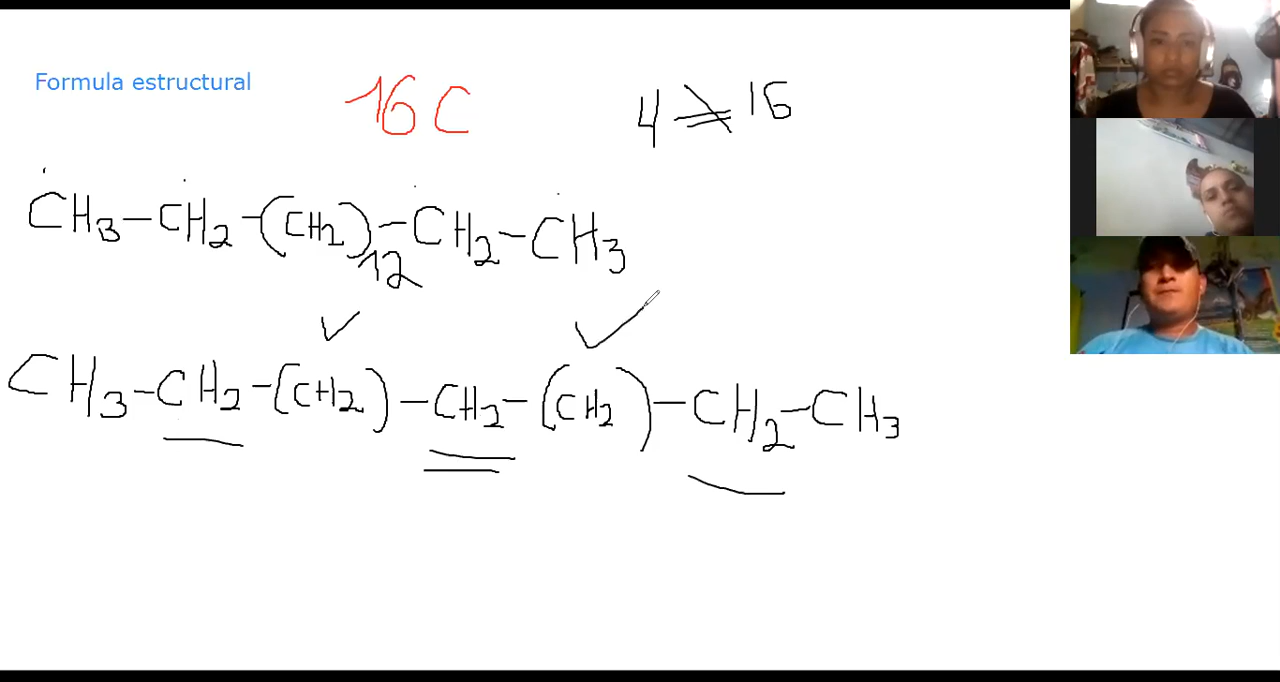 Formula estructural
16 C
4 ≠ 16
CH3-CH2-(CH2)12-CH2-CH3
CH3-CH2-(CH2)-CH2-(CH2)-CH2-CH3